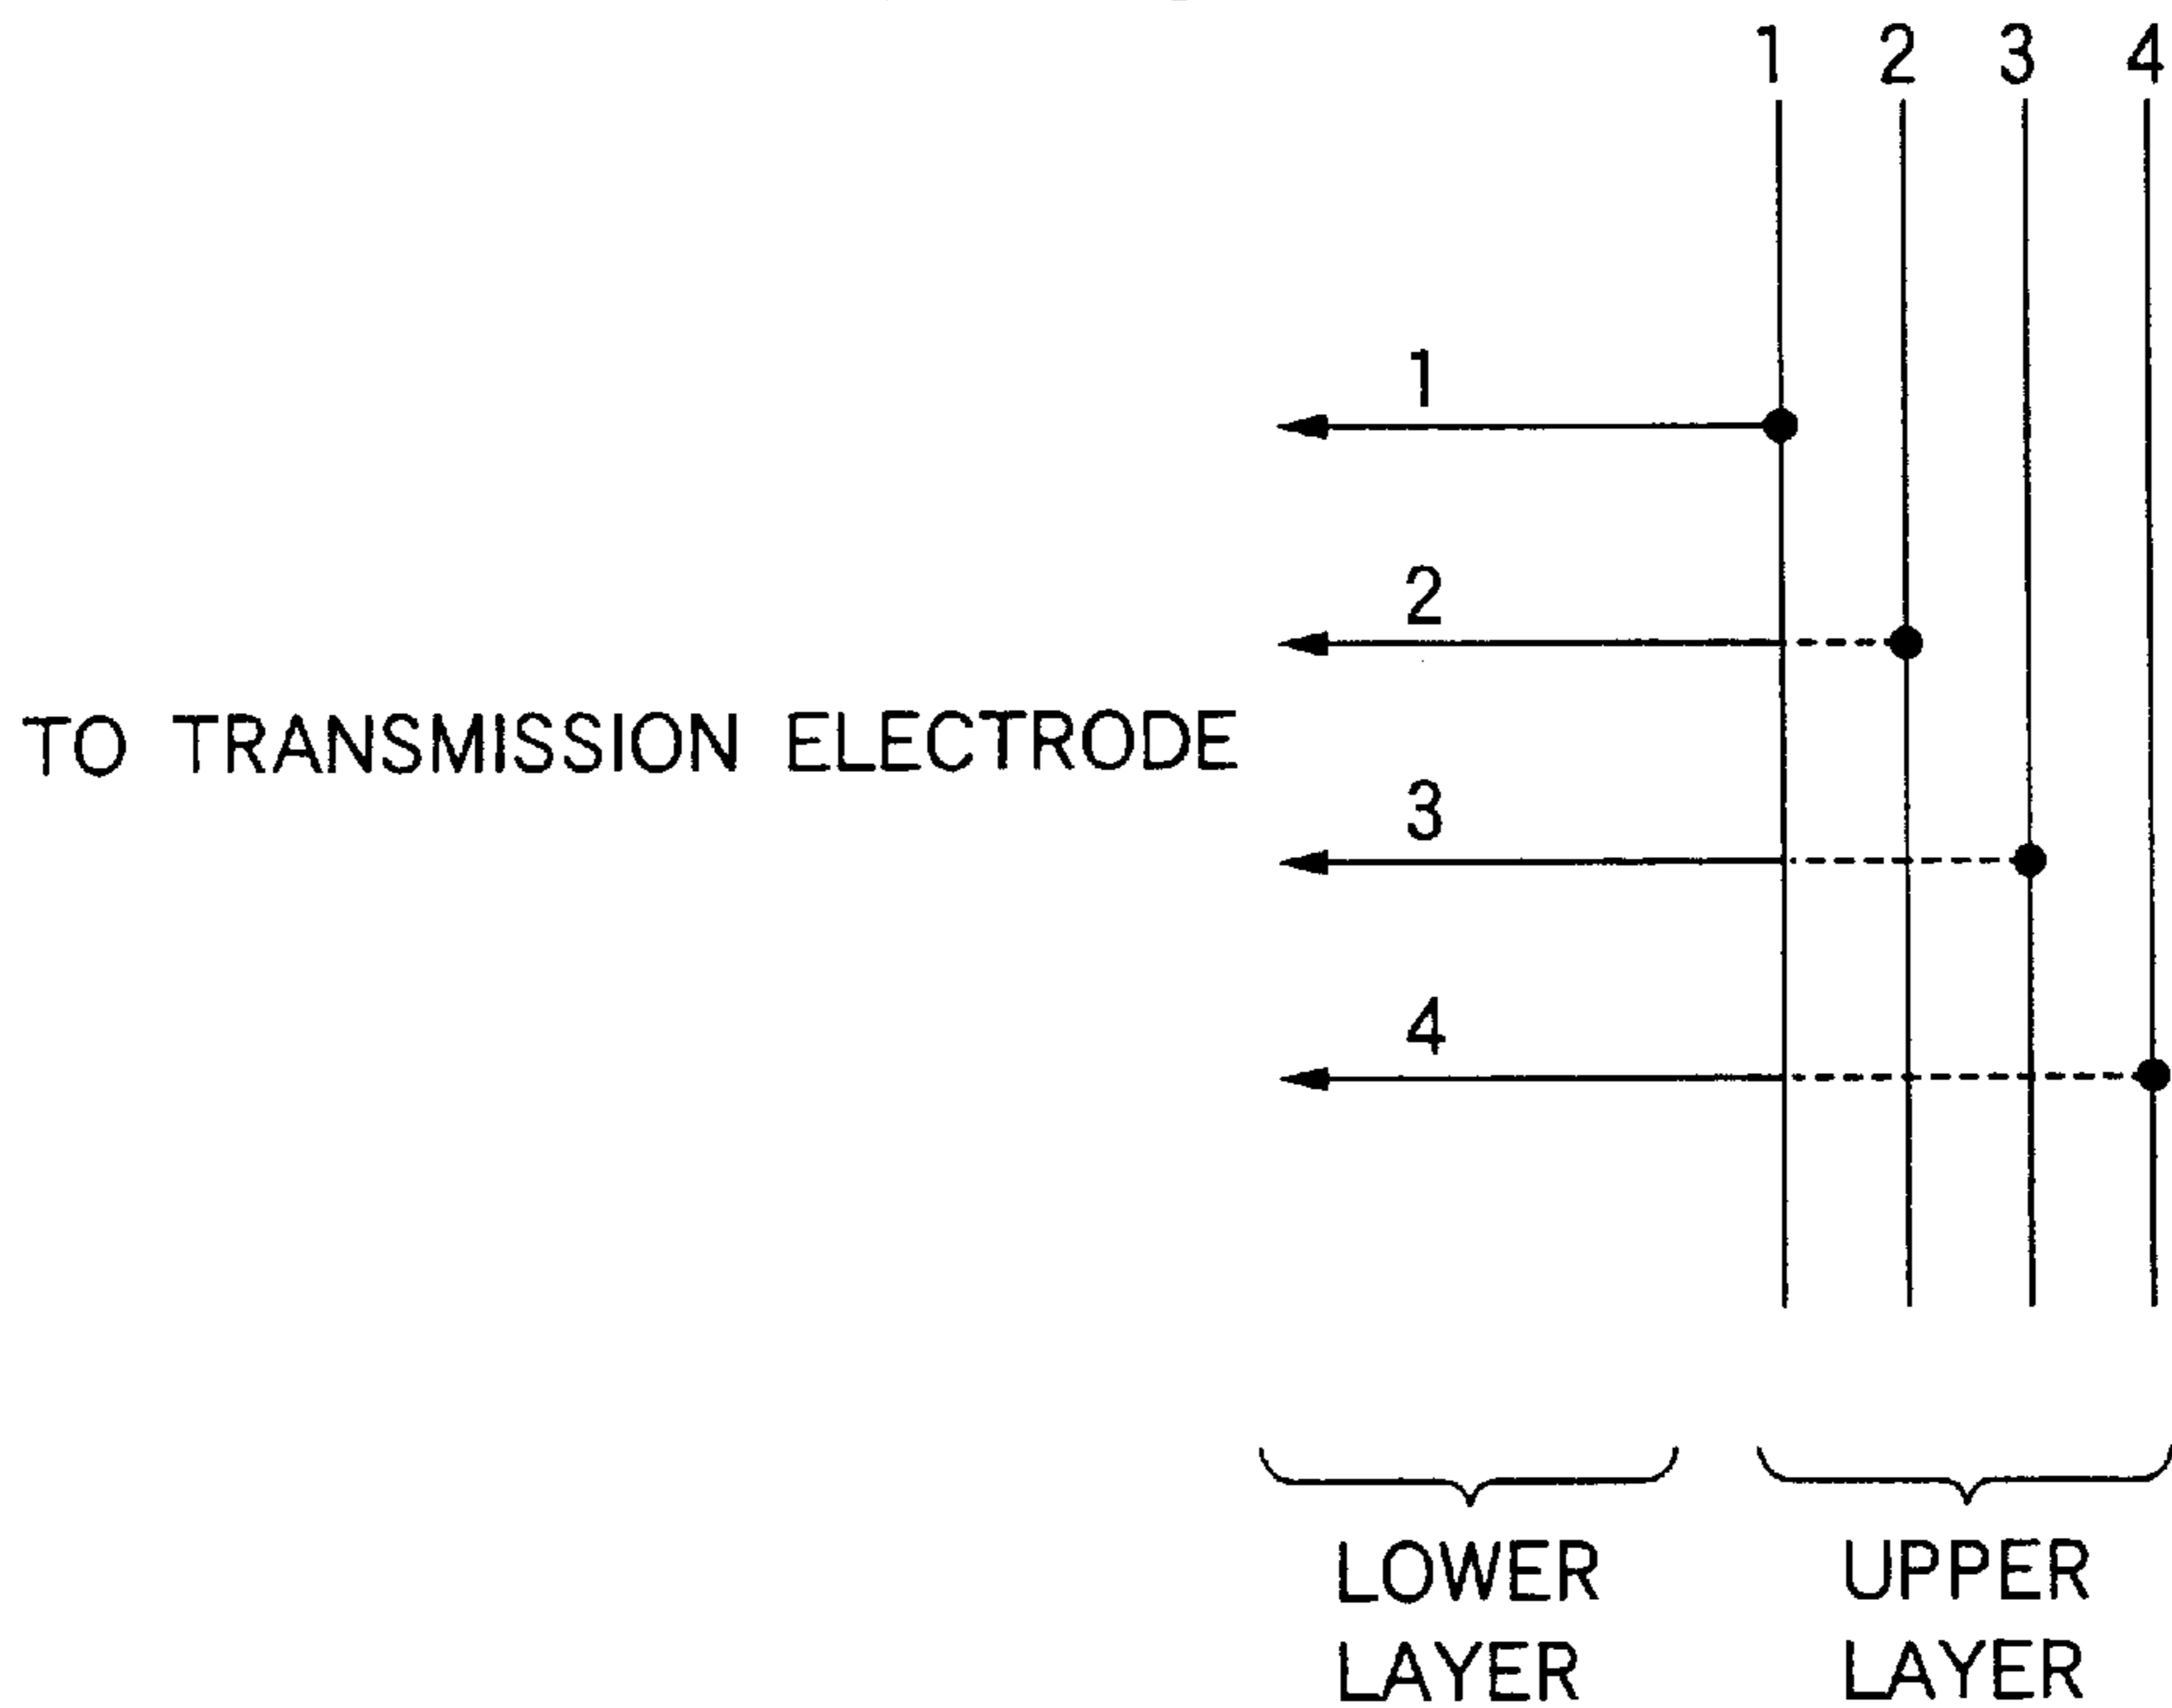 1 2 3 4
1
2
TO TRANSMISSION ELECTRODE
3
4
LOWER LAYER
UPPER LAYER